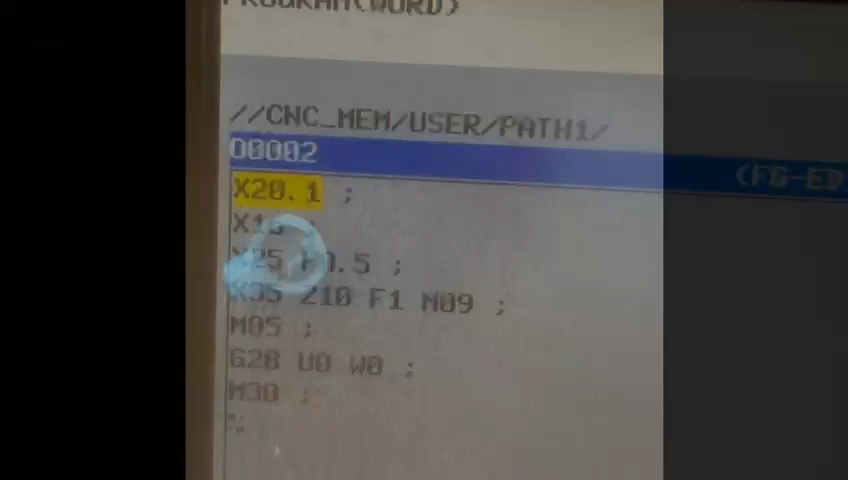 PROGRAM(WORD)
//CNC_MEM/USER/PATH1/
O0002
(FG-ED
X20.1 ;
;
X25 F0.5 ;
X35 Z10 F1 M09 ;
M05 ;
G28 U0 W0 ;
M30 ;
%